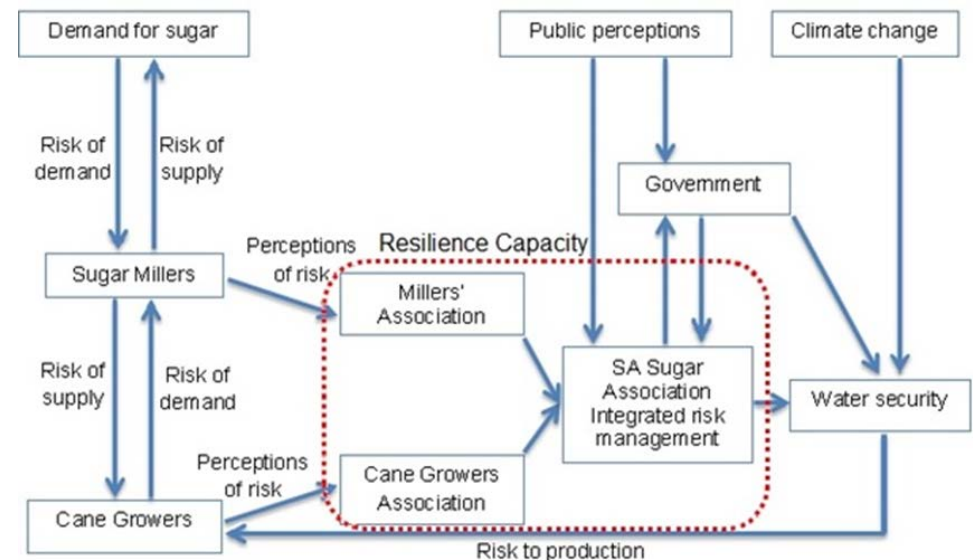 Demand for sugar
Public perceptions
Climate change
Risk of
demand
Risk of
supply
Government
Perceptions
of risk
Resilience Capacity
Sugar Millers
Millers'
Association
Risk of
supply
Risk of
demand
SA Sugar
Association
Integrated risk
management
Water security
Perceptions
of risk
Cane Growers
Association
Cane Growers
Risk to production